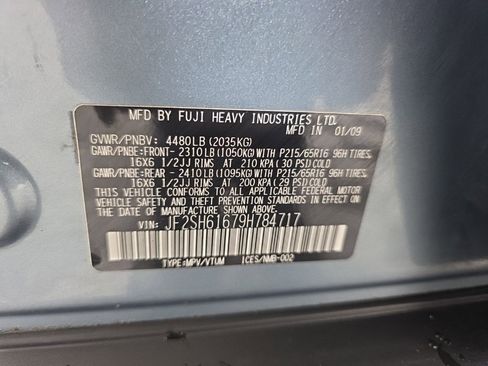 MFD BY FUJI HEAVY INDUSTRIES LTD.
MFD IN 01/09
GVWR/PNBV: 4480LB(2035KG)
GAWR/PNBE:FRONT- 2310LB(1050KG)WITH P215/65R16 96H TIRES,
16X6 1/2JJ RIMS AT 210 KPA(30 PSI)COLD
GAWR/PNBE:REAR - 2410LB(1095KG)WITH P215/65R16 96H TIRES,
16X6 1/2JJ RIMS AT 200 KPA(29 PSI)COLD
THIS VEHICLE CONFORMS TO ALL APPLICABLE FEDERAL MOTOR
VEHICLE SAFETY AND THEFT PREVENTION STANDARDS IN EFFECT
ON THE DATE OF MANUFACTURE SHOWN ABOVE.
VIN: JF2SH61679H784717
TYPE:MPV/VTUM ICES/NMB-002